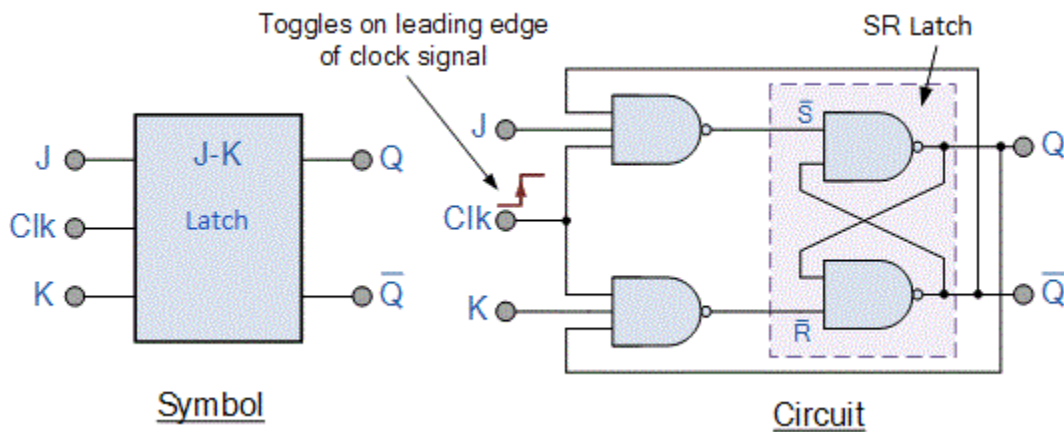 Toggles on leading edge
of clock signal
SR Latch
J
J-K
Q
Clk
Latch
K
Q̅
Symbol
J
S̅
Q
Clk
K
R̅
Q̅
Circuit